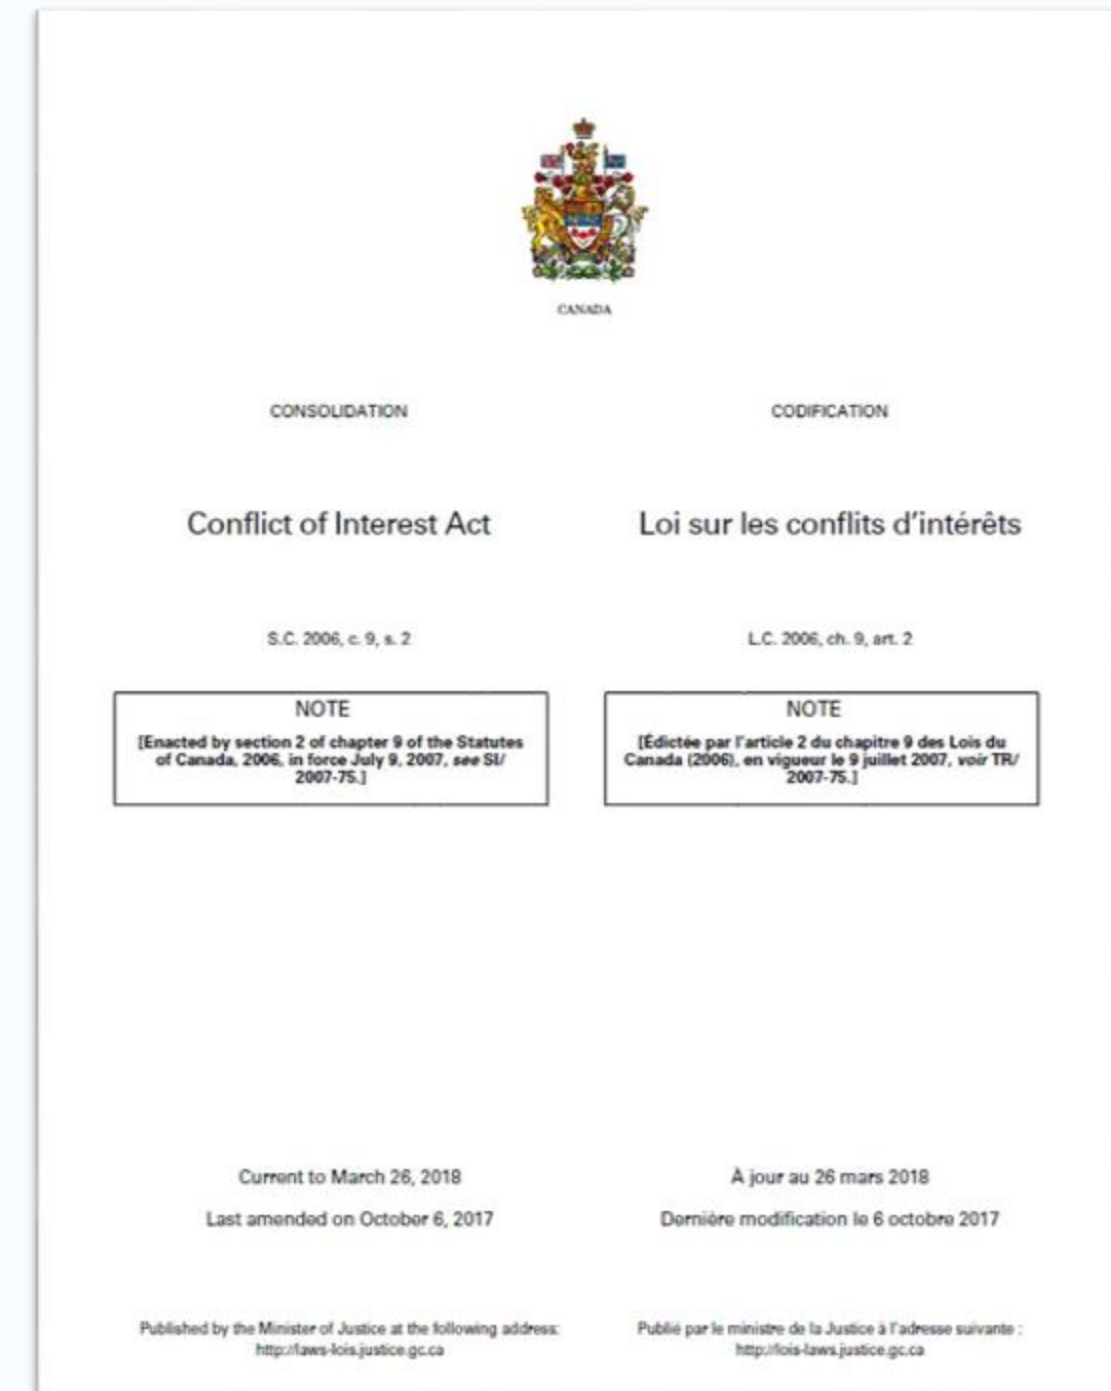 CANADA
CONSOLIDATION
CODIFICATION
Conflict of Interest Act
Loi sur les conflits d'intérêts
S.C. 2006, c. 9, s. 2
L.C. 2006, ch. 9, art. 2
NOTE
[Enacted by section 2 of chapter 9 of the Statutes
of Canada, 2006, in force July 9, 2007, see SI/
2007-75.]
NOTE
[Édictée par l'article 2 du chapitre 9 des Lois du
Canada (2006), en vigueur le 9 juillet 2007, voir TR/
2007-75.]
Current to March 26, 2018
Last amended on October 6, 2017
À jour au 26 mars 2018
Dernière modification le 6 octobre 2017
Published by the Minister of Justice at the following address:
http://laws-lois.justice.gc.ca
Publié par le ministre de la Justice à l'adresse suivante :
http://lois-laws.justice.gc.ca